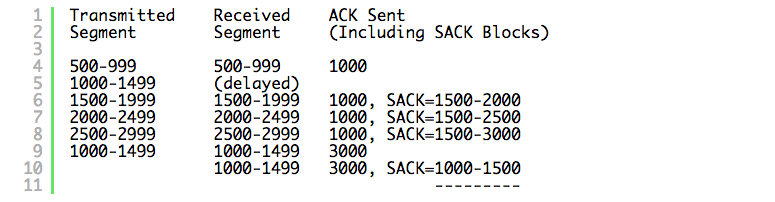 1 Transmitted Received ACK Sent
2 Segment Segment (Including SACK Blocks)
3
4 500-999 500-999 1000
5 1000-1499 (delayed)
6 1500-1999 1500-1999 1000, SACK=1500-2000
7 2000-2499 2000-2499 1000, SACK=1500-2500
8 2500-2999 2500-2999 1000, SACK=1500-3000
9 1000-1499 1000-1499 3000
10 1000-1499 3000, SACK=1000-1500
11 ---------